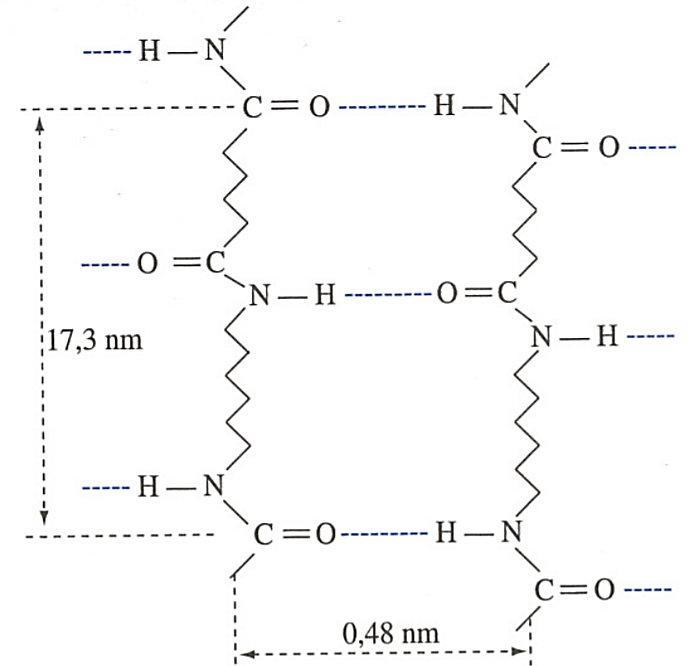 H — N
C = O H — N
C = O
O = C
N — H O = C
17,3 nm N — H
H — N
C = O H — N
C = O
0,48 nm